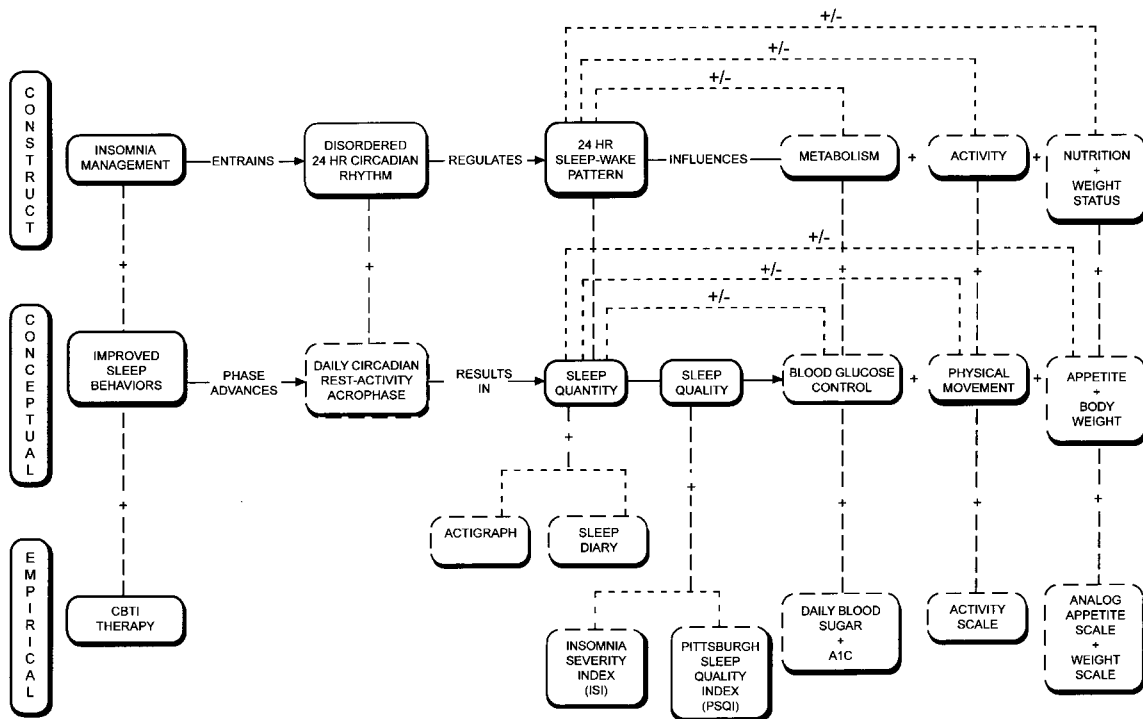 +/-
+/-
+/-
CONSTRUCT
INSOMNIA
MANAGEMENT
ENTRAINS
DISORDERED
24 HR CIRCADIAN
RHYTHM
REGULATES
24 HR
SLEEP-WAKE
PATTERN
INFLUENCES
METABOLISM
+
ACTIVITY
+
NUTRITION
+
WEIGHT
STATUS
+
+
+/-
+
+
+
+/-
+/-
CONCEPTUAL
IMPROVED
SLEEP
BEHAVIORS
PHASE
ADVANCES
DAILY CIRCADIAN
REST-ACTIVITY
ACROPHASE
RESULTS
IN
SLEEP
QUANTITY
SLEEP
QUALITY
BLOOD GLUCOSE
CONTROL
+
PHYSICAL
MOVEMENT
+
APPETITE
+
BODY
WEIGHT
+
+
+
+
+
+
ACTIGRAPH
SLEEP
DIARY
EMPIRICAL
CBTI
THERAPY
INSOMNIA
SEVERITY
INDEX
(ISI)
PITTSBURGH
SLEEP
QUALITY
INDEX
(PSQI)
DAILY BLOOD
SUGAR
+
A1C
ACTIVITY
SCALE
ANALOG
APPETITE
SCALE
+
WEIGHT
SCALE